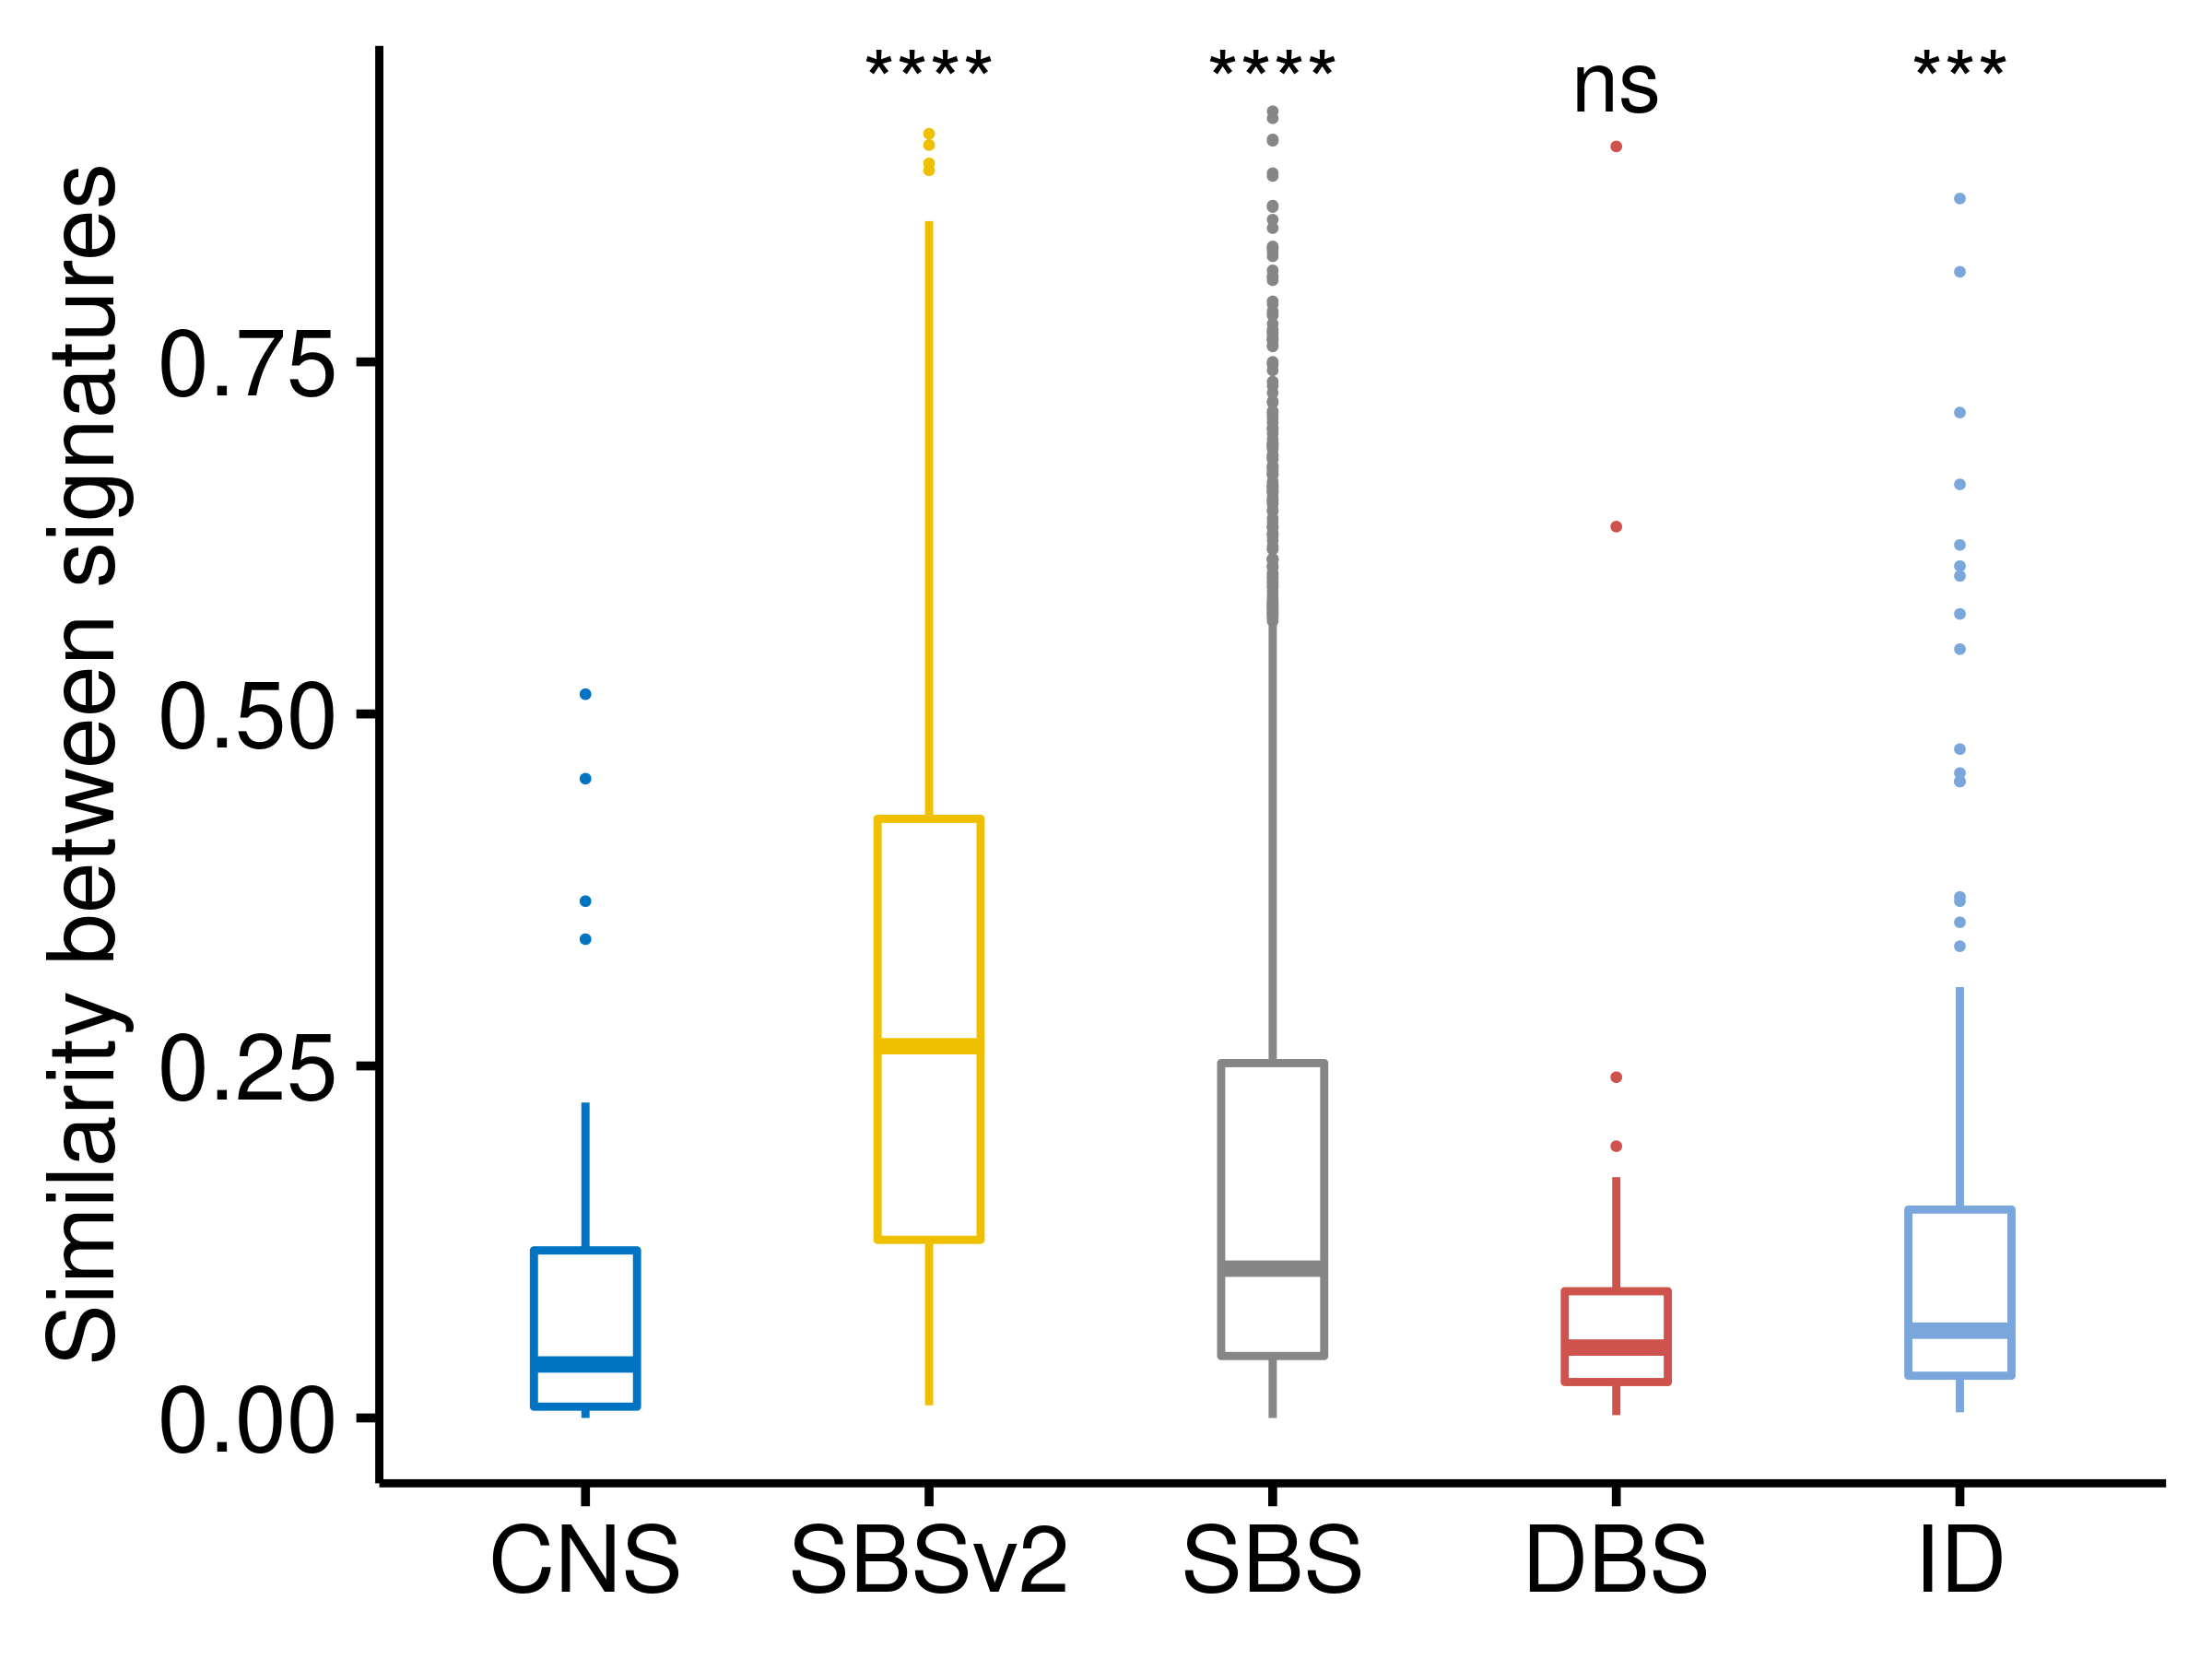 **** **** ns ***
Similarity between signatures
0.75
0.50
0.25
0.00
CNS SBSv2 SBS DBS ID